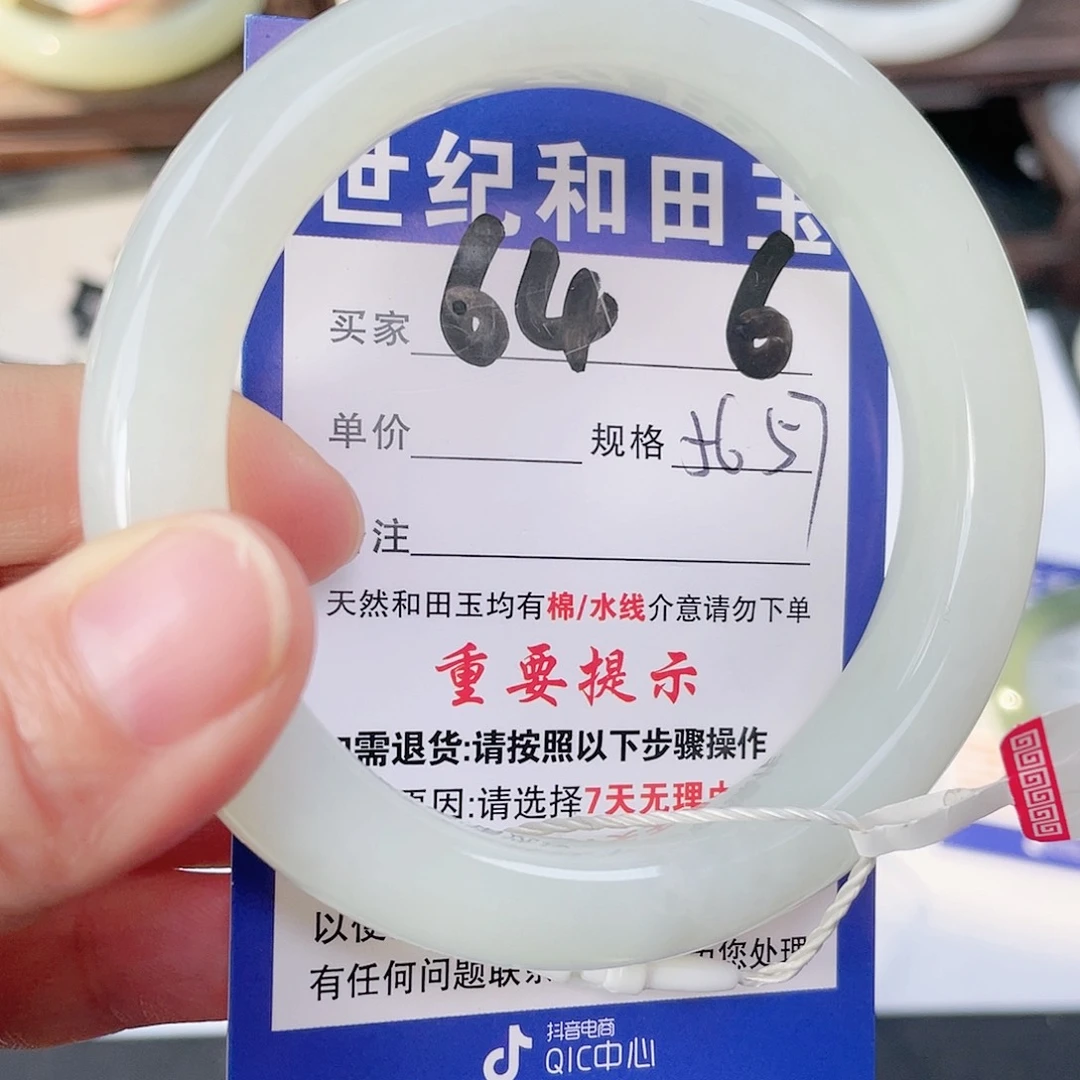 世纪和田玉
买家 64 6
单价 规格
注
天然和田玉均有棉/水线介意请勿下单
重要提示
需退货:请按照以下步骤操作
因:请选择7天无理
以
有任何问题联 您处理
抖音电商
QIC中心